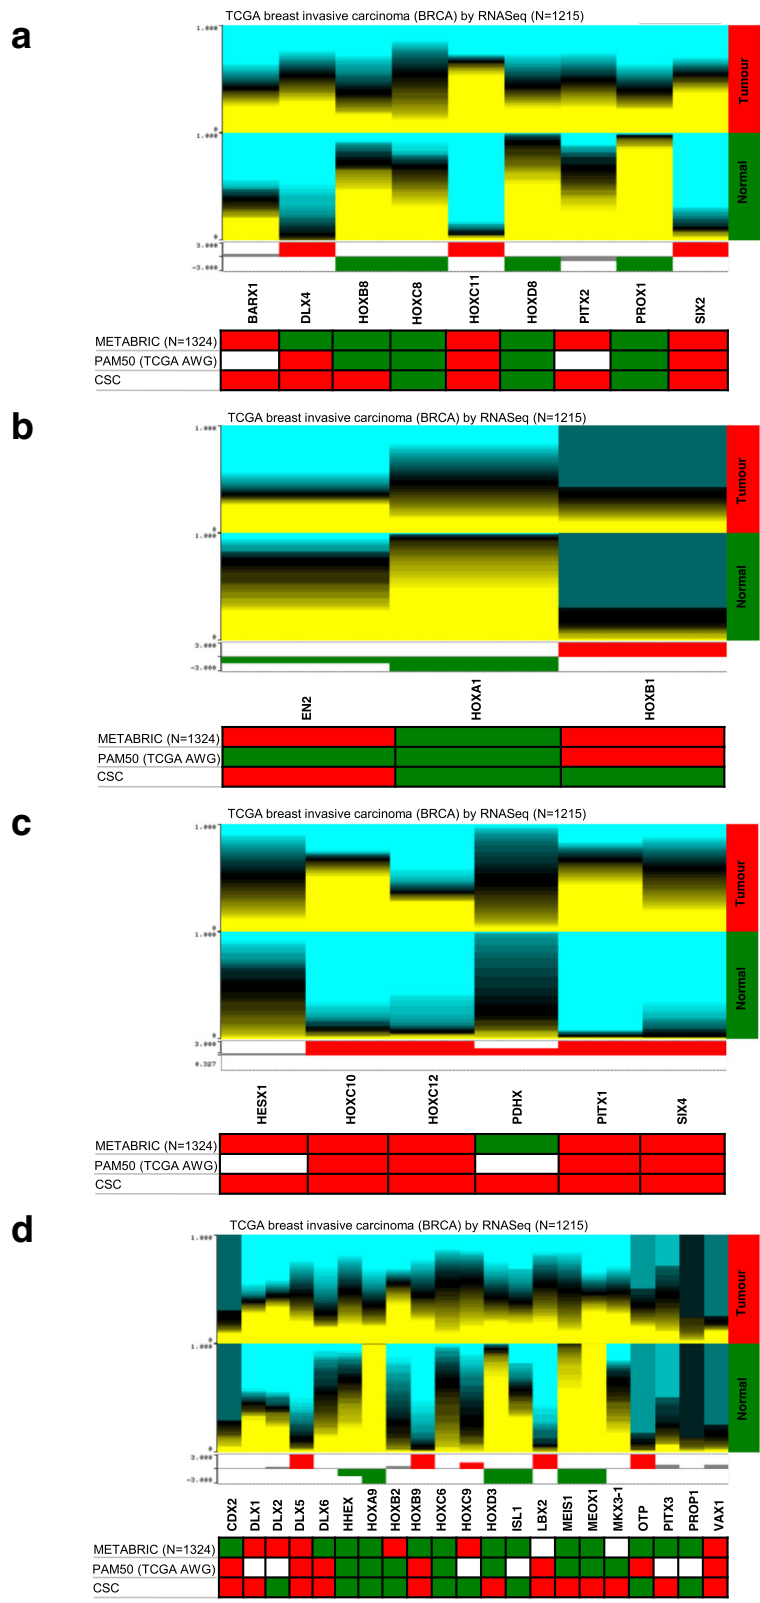 a
TCGA breast invasive carcinoma (BRCA) by RNASeq (N=1215)
1.000
Tumour
0
1.000
Normal
0
3.000
-3.000
BARX1 DLX4 HOXB8 HOXC8 HOXC11 HOXD8 PITX2 PROX1 SIX2
METABRIC (N=1324)
PAM50 (TCGA AWG)
CSC
b
TCGA breast invasive carcinoma (BRCA) by RNASeq (N=1215)
1.000
Tumour
0
1.000
Normal
0
3.000
-3.000
EN2 HOXA1 HOXB1
METABRIC (N=1324)
PAM50 (TCGA AWG)
CSC
c
TCGA breast invasive carcinoma (BRCA) by RNASeq (N=1215)
1.000
Tumour
0
1.000
Normal
0
3.000
0.327
HESX1 HOXC10 HOXC12 PDHX PITX1 SIX4
METABRIC (N=1324)
PAM50 (TCGA AWG)
CSC
d
TCGA breast invasive carcinoma (BRCA) by RNASeq (N=1215)
1.000
Tumour
0
1.000
Normal
0
3.000
-3.000
CDX2 DLX1 DLX2 DLX5 DLX6 HHEX HOXA9 HOXB2 HOXB9 HOXC6 HOXC9 HOXD3 ISL1 LBX2 MEIS1 MEOX1 MKX3-1 OTP PITX3 PROP1 VAX1
METABRIC (N=1324)
PAM50 (TCGA AWG)
CSC